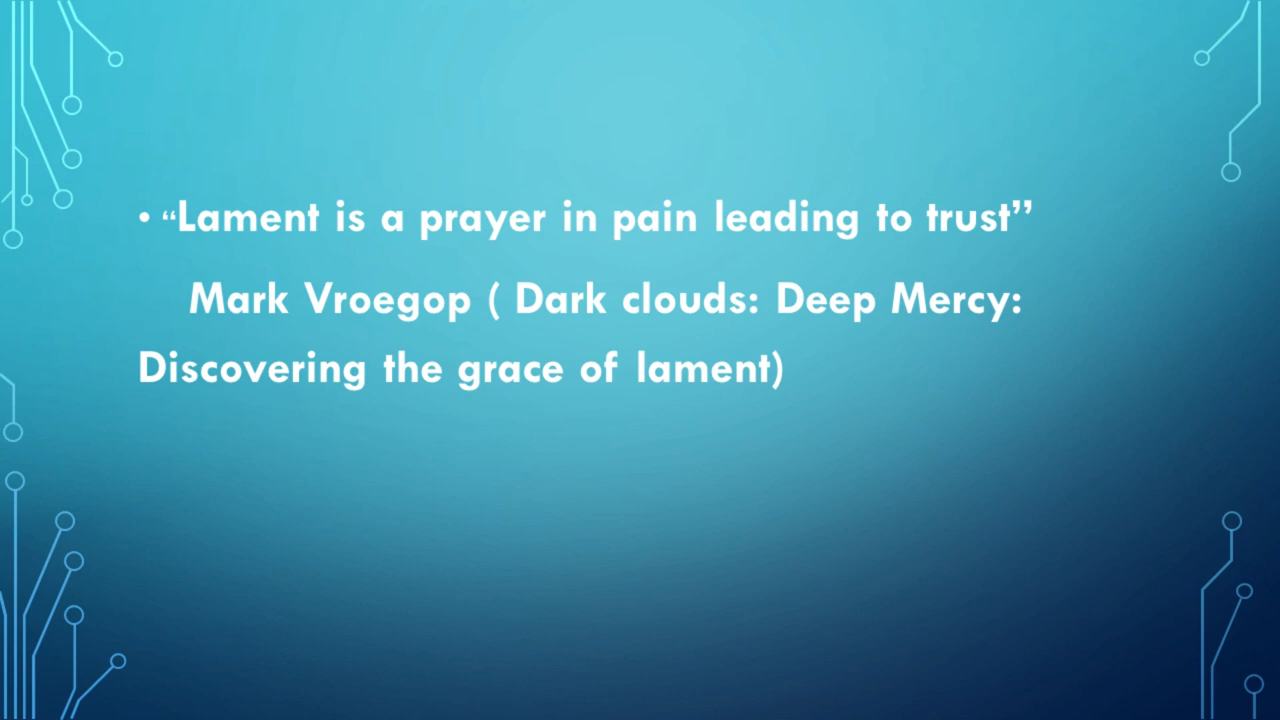 • “Lament is a prayer in pain leading to trust”
Mark Vroegop ( Dark clouds: Deep Mercy:
Discovering the grace of lament)